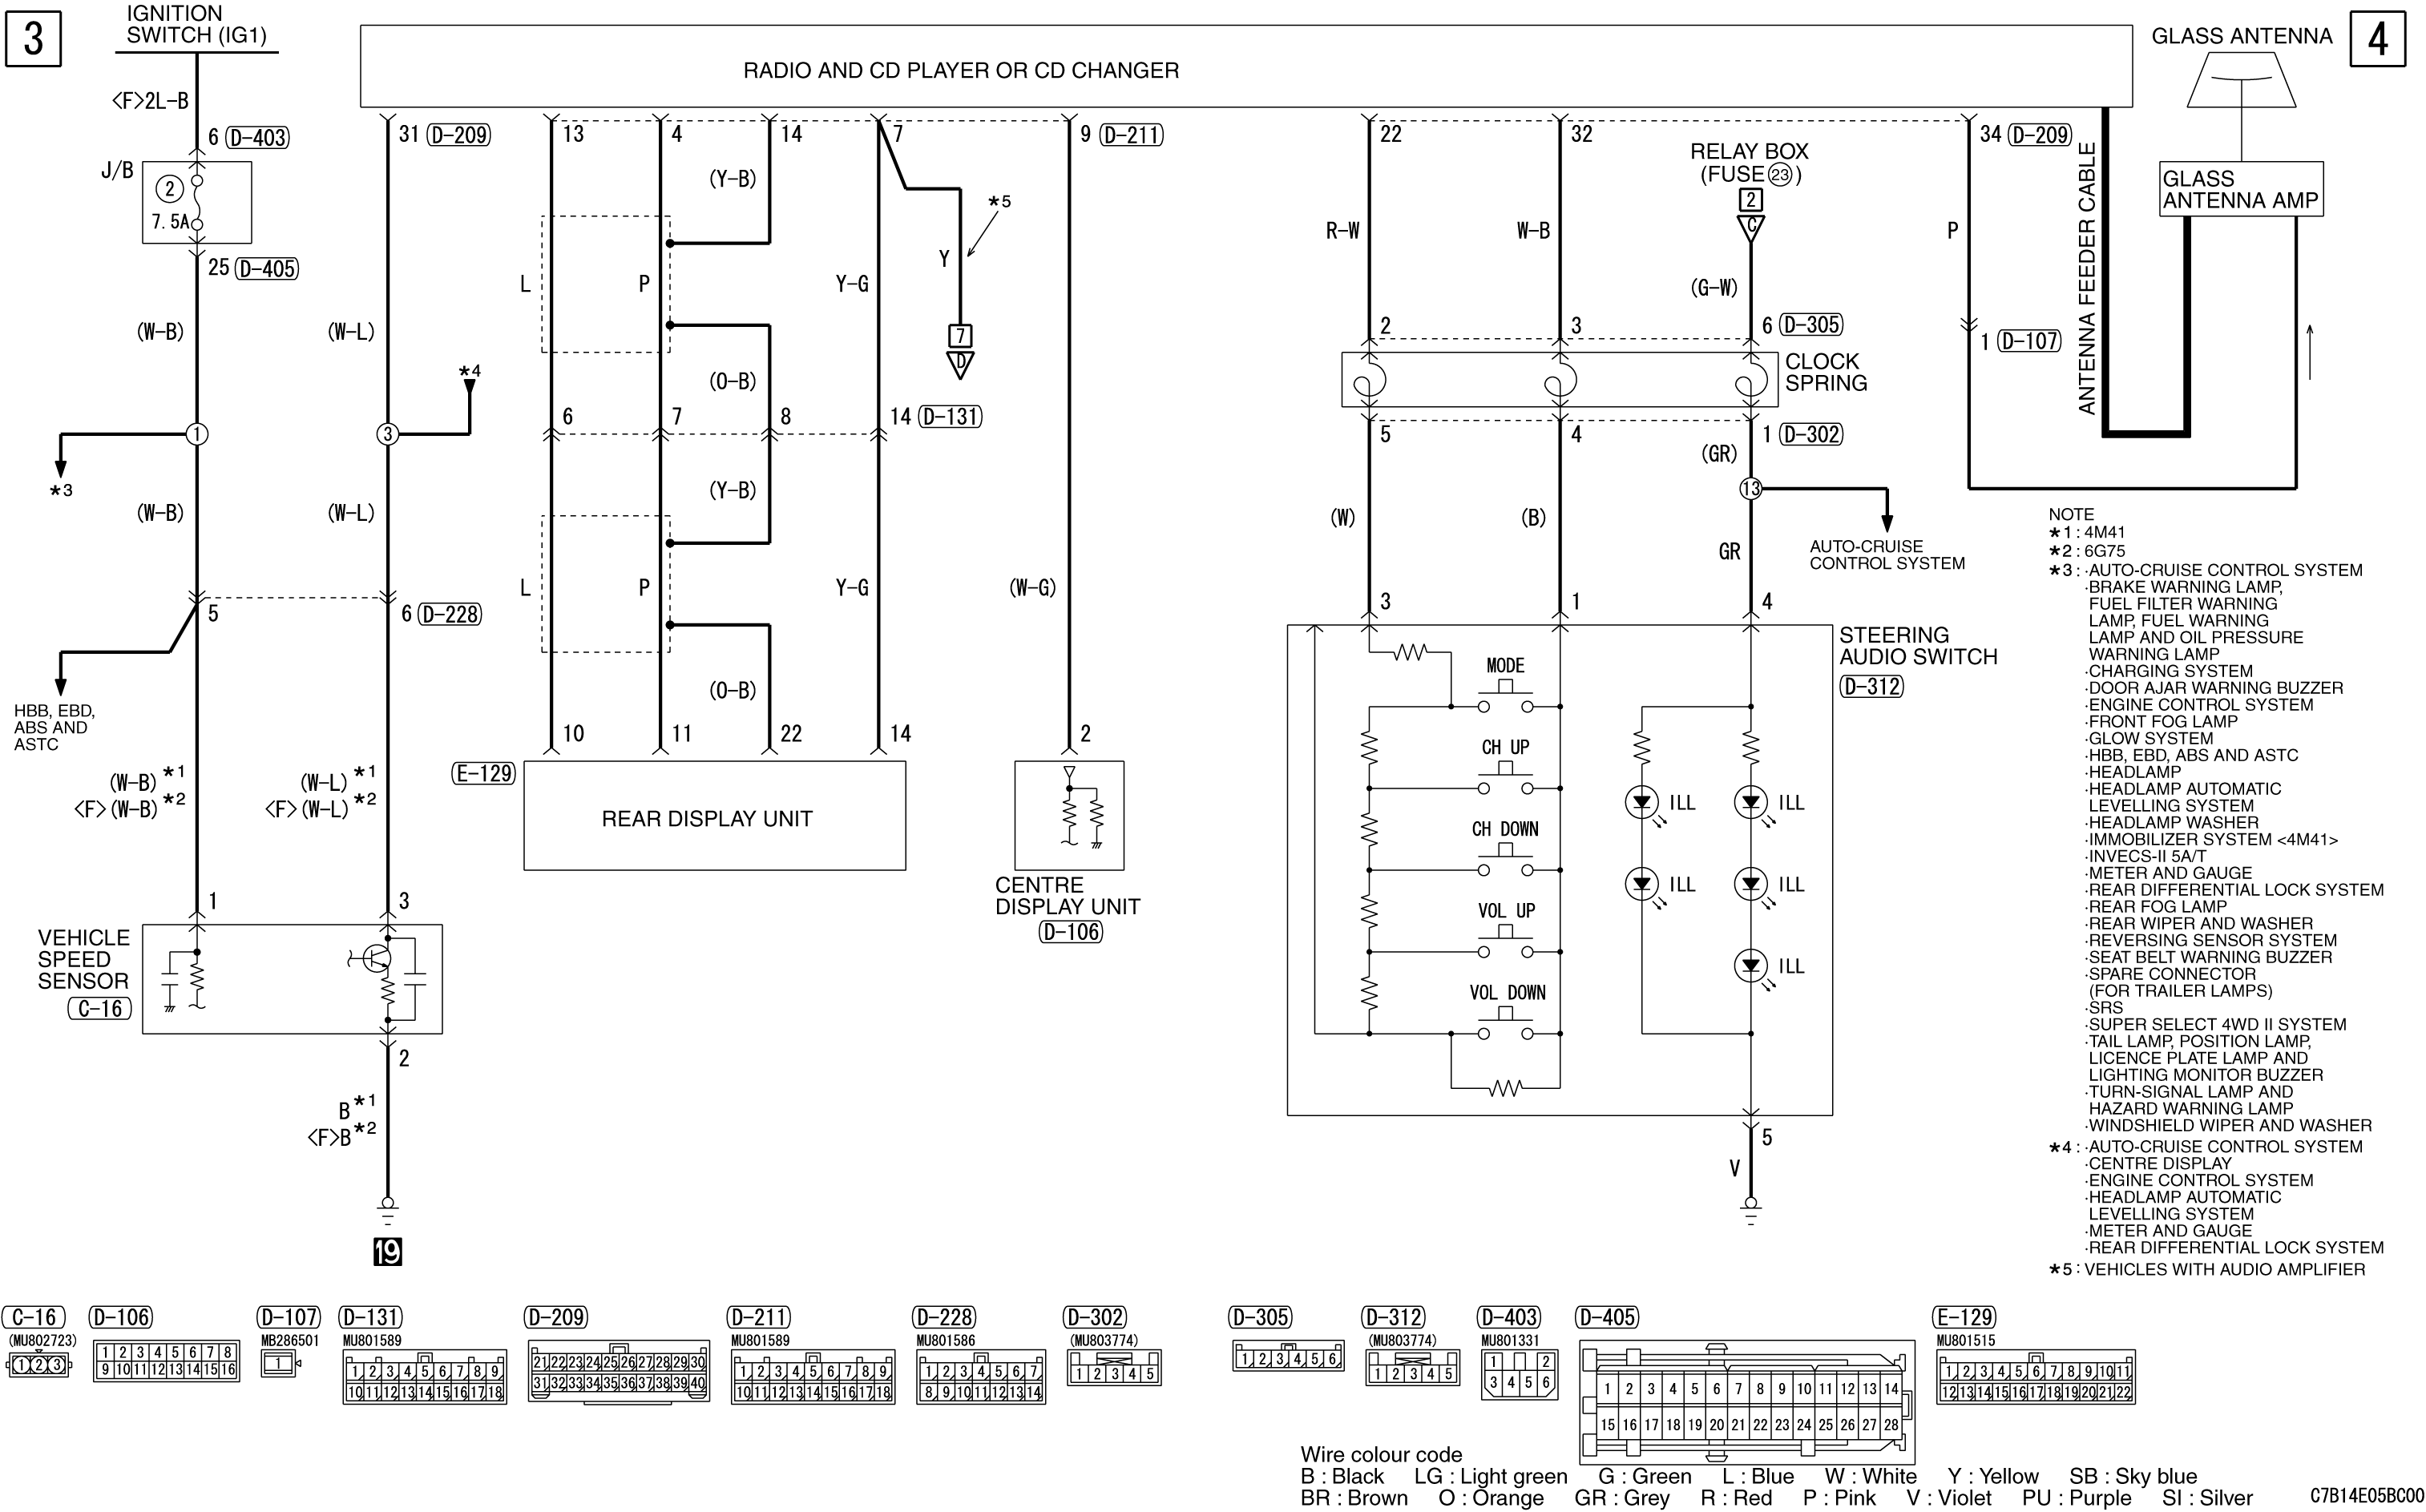 3
IGNITION
SWITCH (IG1)
<F>2L-B
6 D-403
J/B
2
7.5A
25 D-405
(W-B)
1
*3
(W-B)
5
HBB, EBD,
ABS AND
ASTC
(W-B) *1
<F>(W-B) *2
1
VEHICLE
SPEED
SENSOR
C-16
RADIO AND CD PLAYER OR CD CHANGER
31 D-209
(W-L)
*4
3
(W-L)
6 D-228
(W-L) *1
<F>(W-L) *2
3
2
B *1
<F>B *2
19
13
4
14
7
9 D-211
(Y-B)
*5
L
P
Y-G
Y
7
D
(O-B)
6
7
8
14 D-131
(Y-B)
L
P
Y-G
(W-G)
(O-B)
10
11
22
14
2
E-129
REAR DISPLAY UNIT
CENTRE
DISPLAY UNIT
D-106
22
32
34 D-209
RELAY BOX
(FUSE 23)
2
C
R-W
W-B
(G-W)
P
2
3
6 D-305
CLOCK
SPRING
5
4
1 D-302
(GR)
13
(W)
(B)
GR
AUTO-CRUISE
CONTROL SYSTEM
3
1
4
STEERING
AUDIO SWITCH
D-312
MODE
CH UP
CH DOWN
VOL UP
VOL DOWN
ILL
ILL
ILL
ILL
ILL
5
V
1 D-107
ANTENNA FEEDER CABLE
GLASS ANTENNA
4
GLASS
ANTENNA AMP
NOTE
*1: 4M41
*2: 6G75
*3: ·AUTO-CRUISE CONTROL SYSTEM
·BRAKE WARNING LAMP,
FUEL FILTER WARNING
LAMP, FUEL WARNING
LAMP AND OIL PRESSURE
WARNING LAMP
·CHARGING SYSTEM
·DOOR AJAR WARNING BUZZER
·ENGINE CONTROL SYSTEM
·FRONT FOG LAMP
·GLOW SYSTEM
·HBB, EBD, ABS AND ASTC
·HEADLAMP
·HEADLAMP AUTOMATIC
LEVELLING SYSTEM
·HEADLAMP WASHER
·IMMOBILIZER SYSTEM <4M41>
·INVECS-II 5A/T
·METER AND GAUGE
·REAR DIFFERENTIAL LOCK SYSTEM
·REAR FOG LAMP
·REAR WIPER AND WASHER
·REVERSING SENSOR SYSTEM
·SEAT BELT WARNING BUZZER
·SPARE CONNECTOR
(FOR TRAILER LAMPS)
·SRS
·SUPER SELECT 4WD II SYSTEM
·TAIL LAMP, POSITION LAMP,
LICENCE PLATE LAMP AND
LIGHTING MONITOR BUZZER
·TURN-SIGNAL LAMP AND
HAZARD WARNING LAMP
·WINDSHIELD WIPER AND WASHER
*4: ·AUTO-CRUISE CONTROL SYSTEM
·CENTRE DISPLAY
·ENGINE CONTROL SYSTEM
·HEADLAMP AUTOMATIC
LEVELLING SYSTEM
·METER AND GAUGE
·REAR DIFFERENTIAL LOCK SYSTEM
*5: VEHICLES WITH AUDIO AMPLIFIER
C-16
(MU802723)
1 2 3
D-106
1 2 3 4 5 6 7 8
9 10 11 12 13 14 15 16
D-107
MB286501
1
D-131
MU801589
1 2 3 4 5 6 7 8 9
10 11 12 13 14 15 16 17 18
D-209
21 22 23 24 25 26 27 28 29 30
31 32 33 34 35 36 37 38 39 40
D-211
MU801589
1 2 3 4 5 6 7 8 9
10 11 12 13 14 15 16 17 18
D-228
MU801586
1 2 3 4 5 6 7
8 9 10 11 12 13 14
D-302
(MU803774)
1 2 3 4 5
D-305
1 2 3 4 5 6
D-312
(MU803774)
1 2 3 4 5
D-403
MU801331
1 2
3 4 5 6
D-405
1 2 3 4 5 6 7 8 9 10 11 12 13 14
15 16 17 18 19 20 21 22 23 24 25 26 27 28
E-129
MU801515
1 2 3 4 5 6 7 8 9 10 11
12 13 14 15 16 17 18 19 20 21 22
Wire colour code
B : Black LG : Light green G : Green L : Blue W : White Y : Yellow SB : Sky blue
BR : Brown O : Orange GR : Grey R : Red P : Pink V : Violet PU : Purple SI : Silver
C7B14E05BC00